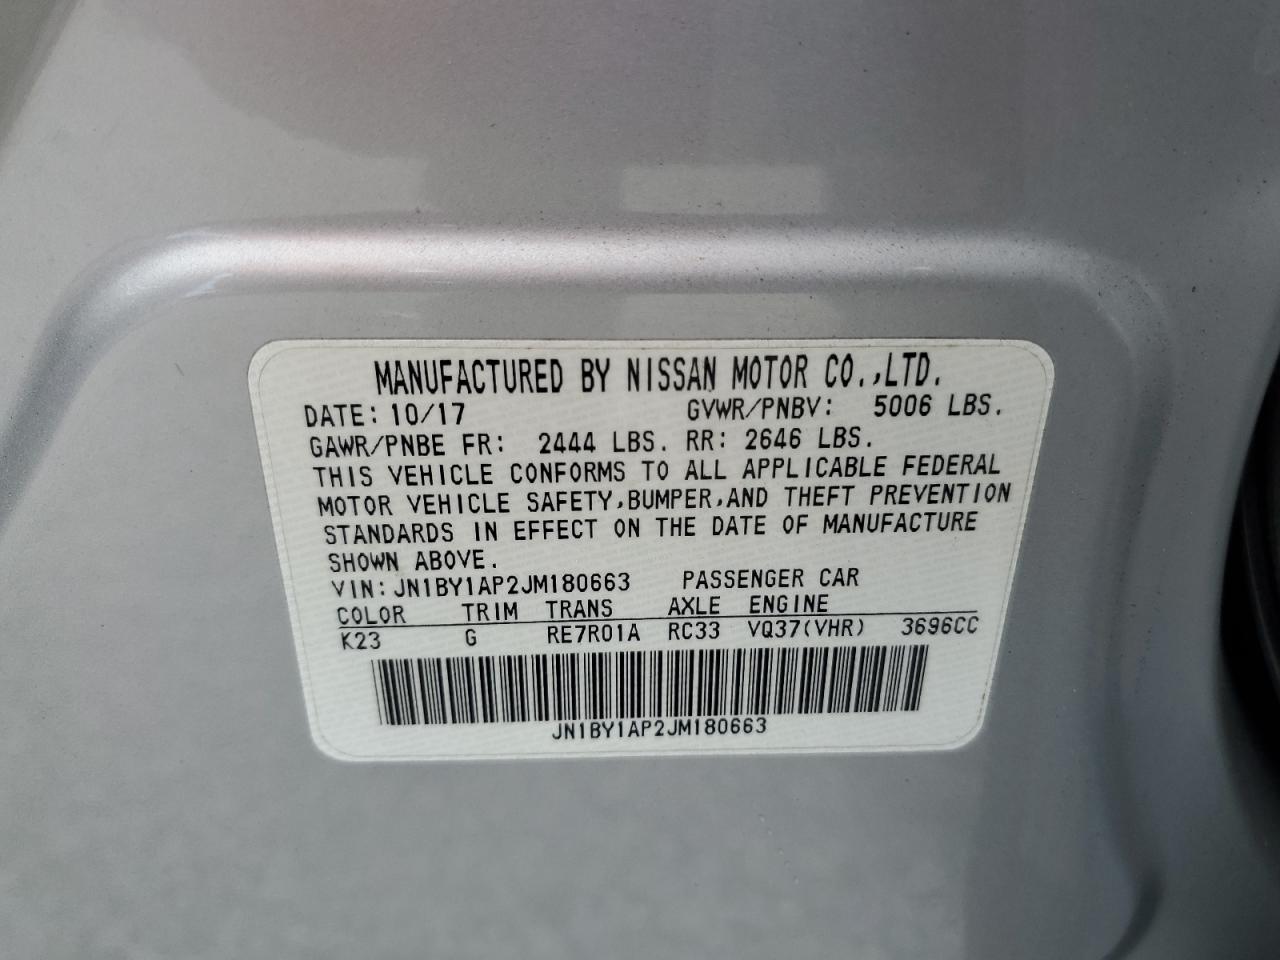 MANUFACTURED BY NISSAN MOTOR CO.,LTD.
DATE: 10/17 GVWR/PNBV: 5006 LBS.
GAWR/PNBE FR: 2444 LBS. RR: 2646 LBS.
THIS VEHICLE CONFORMS TO ALL APPLICABLE FEDERAL
MOTOR VEHICLE SAFETY,BUMPER,AND THEFT PREVENTION
STANDARDS IN EFFECT ON THE DATE OF MANUFACTURE
SHOWN ABOVE.
VIN:JN1BY1AP2JM180663 PASSENGER CAR
COLOR TRIM TRANS AXLE ENGINE
K23 G RE7R01A RC33 VQ37(VHR) 3696CC
JN1BY1AP2JM180663